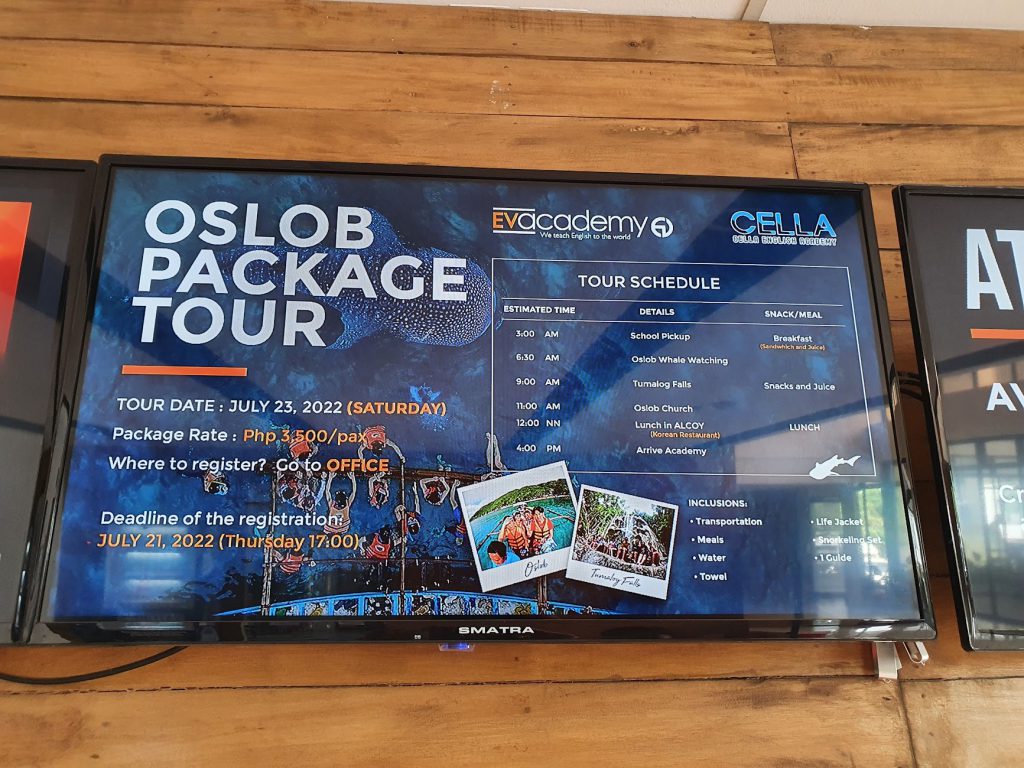 OSLOB
PACKAGE
TOUR
TOUR DATE : JULY 23, 2022 (SATURDAY)
Package Rate : Php 3,500/pax
Where to register? Go to OFFICE
Deadline of the registration:
JULY 21, 2022 (Thursday 17:00)
EVacademy
We teach English to the world
CELLA
CELLA ENGLISH ACADEMY
TOUR SCHEDULE
ESTIMATED TIME DETAILS SNACK/MEAL
3:00 AM School Pickup Breakfast
(Sandwhich and Juice)
6:30 AM Oslob Whale Watching
9:00 AM Tumalog Falls Snacks and Juice
11:00 AM Oslob Church
12:00 NN Lunch in ALCOY LUNCH
(Korean Restaurant)
4:00 PM Arrive Academy
Oslob
Tumalog Falls
INCLUSIONS:
• Transportation • Life Jacket
• Meals • Snorkeling Set
• Water • 1 Guide
• Towel
SMATRA
AT
AV
Cr